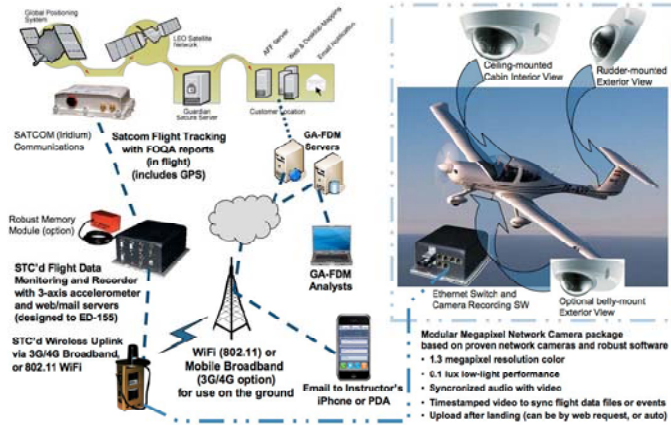 Global Positioning
System
LEO Satellite
Network
AFF Server
Web & Desktop Mapping
Email Application
Guardian
Secure Server
Customer Location
SATCOM (Iridium)
Communications
Satcom Flight Tracking
with FOQA reports
(in flight)
(includes GPS)
GA-FDM
Servers
Robust Memory
Module (option)
STC'd Flight Data
Monitoring and Recorder
with 3-axis accelerometer
and web/mail servers
(designed to ED-155)
GA-FDM
Analysts
STC'd Wireless Uplink
via 3G/4G Broadband,
or 802.11 WiFi
WiFi (802.11) or
Mobile Broadband
(3G/4G option)
for use on the ground
Email to Instructor's
iPhone or PDA
Ceiling-mounted
Cabin Interior View
Rudder-mounted
Exterior View
Ethernet Switch and
Camera Recording SW
Optional belly-mount
Exterior View
Modular Megapixel Network Camera package
based on proven network cameras and robust software
• 1.3 megapixel resolution color
• 0.1 lux low-light performance
• Syncronized audio with video
• Timestamped video to sync flight data files or events
• Upload after landing (can be by web request, or auto)